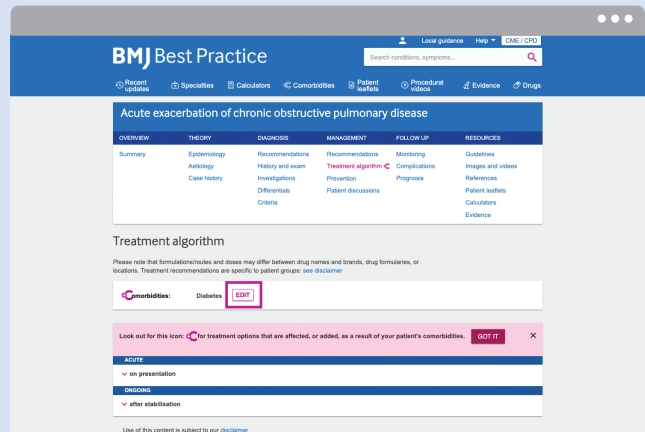 Local guidance Help CME / CPD
BMJ Best Practice
Search conditions, symptoms...
Recent updates Specialties Calculators Comorbidities Patient leaflets Procedural videos Evidence Drugs
Acute exacerbation of chronic obstructive pulmonary disease
OVERVIEW THEORY DIAGNOSIS MANAGEMENT FOLLOW UP RESOURCES
Summary Epidemiology Recommendations Recommendations Monitoring Guidelines
Aetiology History and exam Treatment algorithm Complications Images and videos
Case history Investigations Prevention Prognosis References
Differentials Patient discussions Patient leaflets
Criteria Calculators
Evidence
Treatment algorithm
Please note that formulations/routes and doses may differ between drug names and brands, drug formularies, or
locations. Treatment recommendations are specific to patient groups: see disclaimer
Comorbidities: Diabetes EDIT
Look out for this icon: for treatment options that are affected, or added, as a result of your patient's comorbidities. GOT IT X
ACUTE
on presentation
ONGOING
after stabilisation
Use of this content is subject to our disclaimer